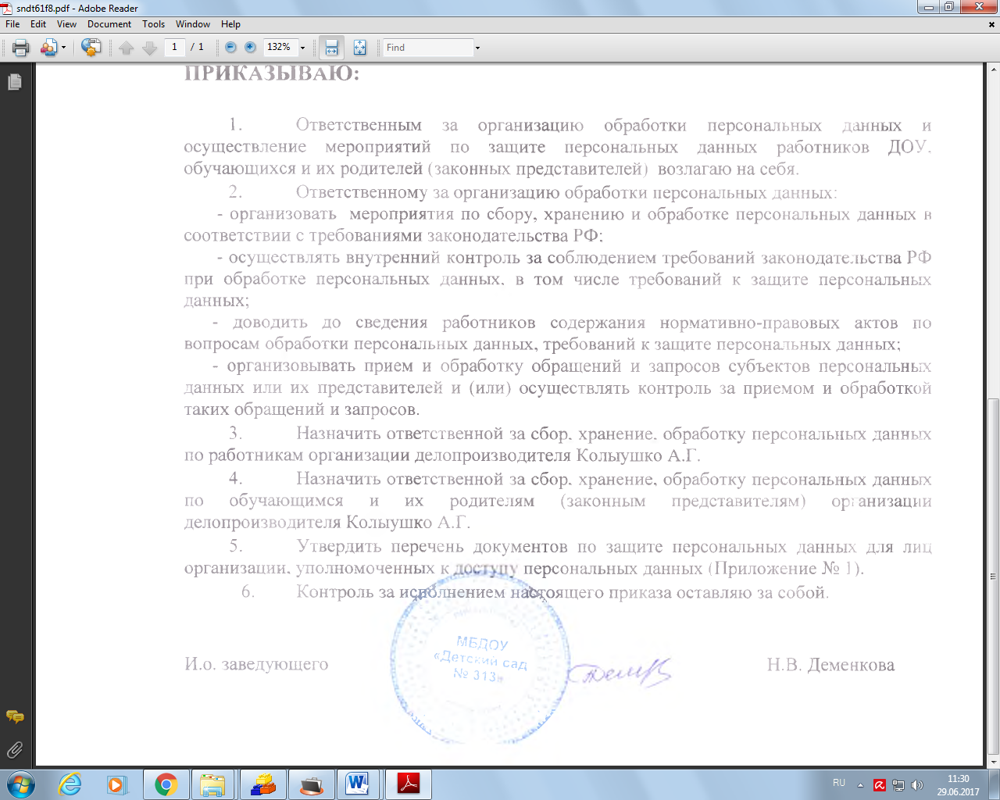 sndt61f8.pdf - Adobe Reader
File Edit View Document Tools Window Help
1 / 1 132% Find
ПРИКАЗЫВАЮ:
1. Ответственным за организацию обработки персональных данных и
осуществление мероприятий по защите персональных данных работников ДОУ,
обучающихся и их родителей (законных представителей) возлагаю на себя.
2. Ответственному за организацию обработки персональных данных:
- организовать мероприятия по сбору, хранению и обработке персональных данных в
соответствии с требованиями законодательства РФ;
- осуществлять внутренний контроль за соблюдением требований законодательства РФ
при обработке персональных данных, в том числе требований к защите персональных
данных;
- доводить до сведения работников содержания нормативно-правовых актов по
вопросам обработки персональных данных, требований к защите персональных данных;
- организовывать прием и обработку обращений и запросов субъектов персональных
данных или их представителей и (или) осуществлять контроль за приемом и обработкой
таких обращений и запросов.
3. Назначить ответственной за сбор, хранение, обработку персональных данных
по работникам организации делопроизводителя Колыушко А.Г.
4. Назначить ответственной за сбор, хранение, обработку персональных данных
по обучающимся и их родителям (законным представителям) организации
делопроизводителя Колыушко А.Г.
5. Утвердить перечень документов по защите персональных данных для лиц
организации, уполномоченных к доступу персональных данных (Приложение № 1).
6. Контроль за исполнением настоящего приказа оставляю за собой.
МБДОУ
«Детский сад
№ 313»
И.о. заведующего Н.В. Деменкова
RU
11:30
29.06.2017